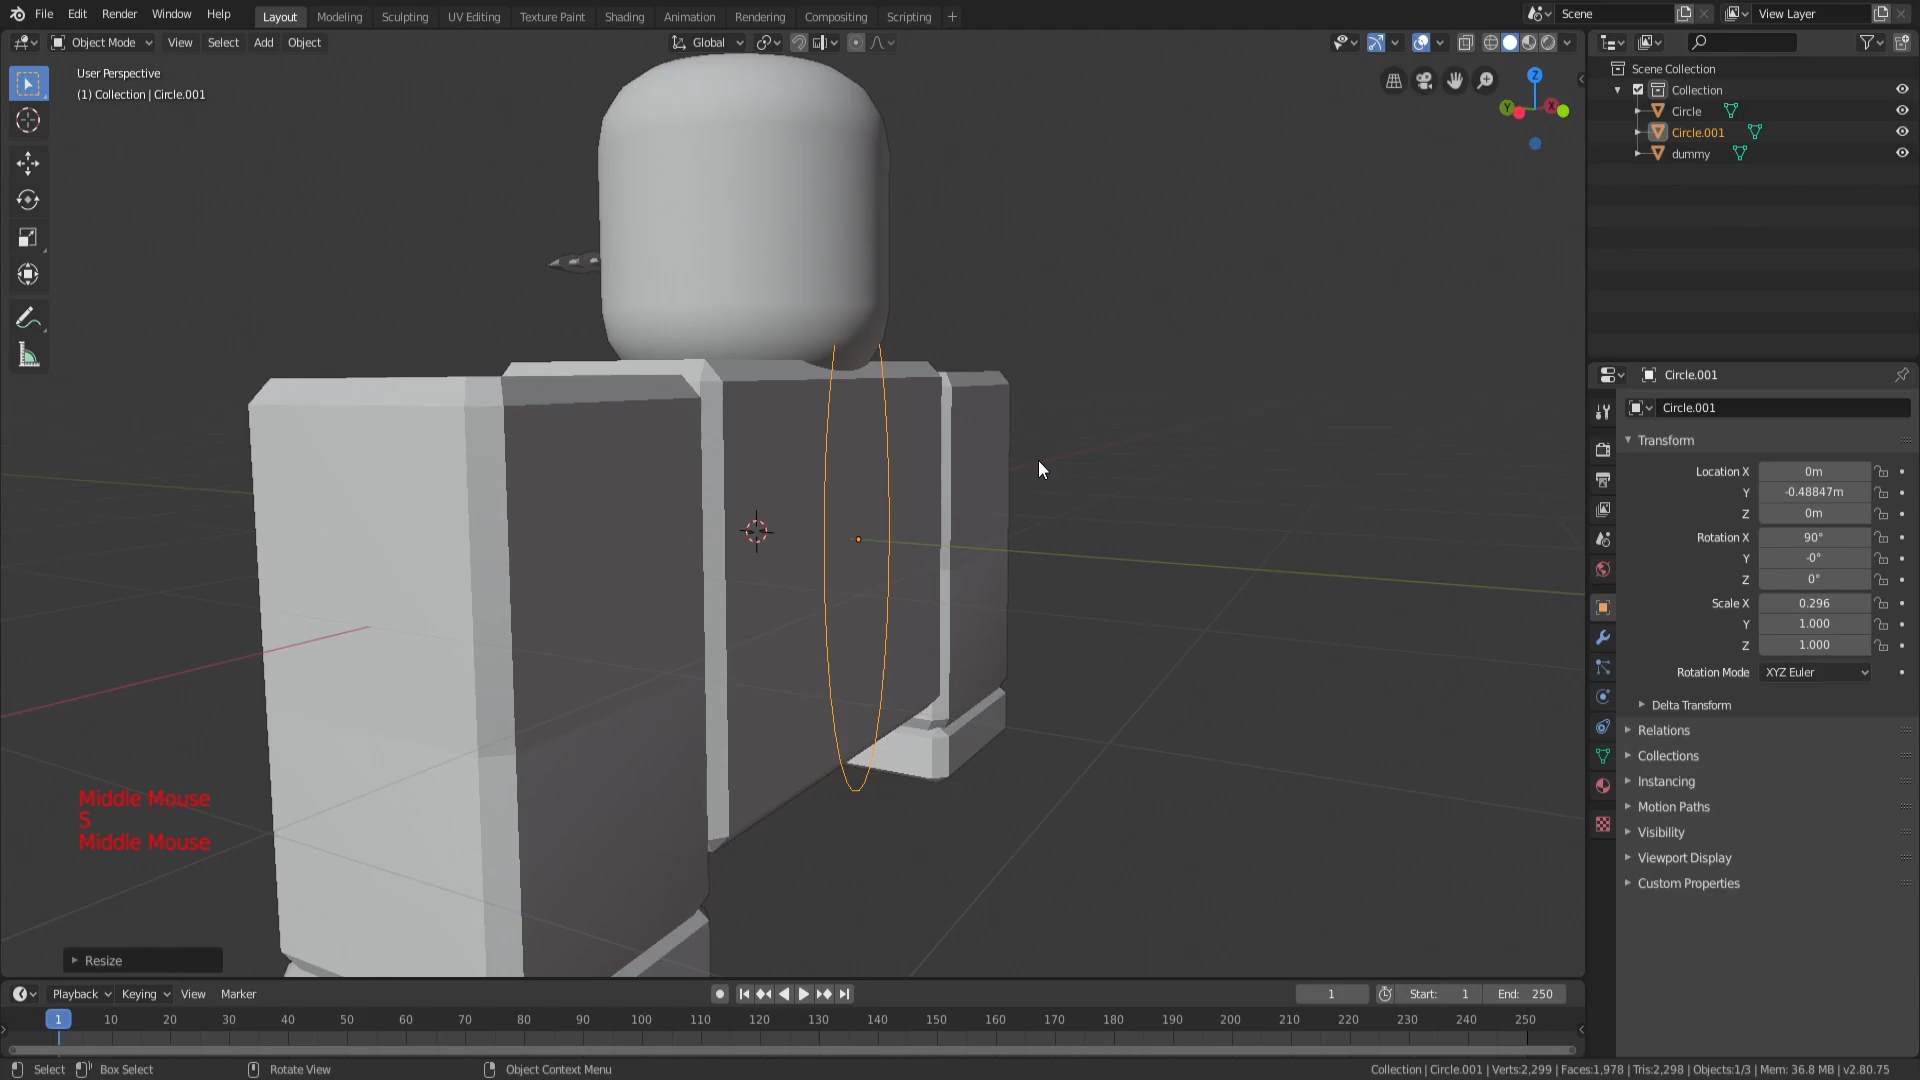 File Edit Render Window Help Layout Modeling Sculpting UV Editing Texture Paint Shading Animation Rendering Compositing Scripting + Scene View Layer
Object Mode View Select Add Object Global
User Perspective
(1) Collection | Circle.001
Z
Y X
Scene Collection
Collection
Circle
Circle.001
dummy
Circle.001
Circle.001
Transform
Location X 0m
Y -0.48847m
Z 0m
Rotation X 90°
Y -0°
Z 0°
Scale X 0.296
Y 1.000
Z 1.000
Rotation Mode XYZ Euler
Delta Transform
Relations
Collections
Instancing
Motion Paths
Visibility
Viewport Display
Custom Properties
Middle Mouse
S
Middle Mouse
Resize
Playback Keying View Marker 1 Start: 1 End: 250
1 10 20 30 40 50 60 70 80 90 100 110 120 130 140 150 160 170 180 190 200 210 220 230 240 250
Select Box Select Rotate View Object Context Menu Collection | Circle.001 | Verts:2,299 | Faces:1,978 | Tris:2,298 | Objects:1/3 | Mem: 36.8 MB | v2.80.75